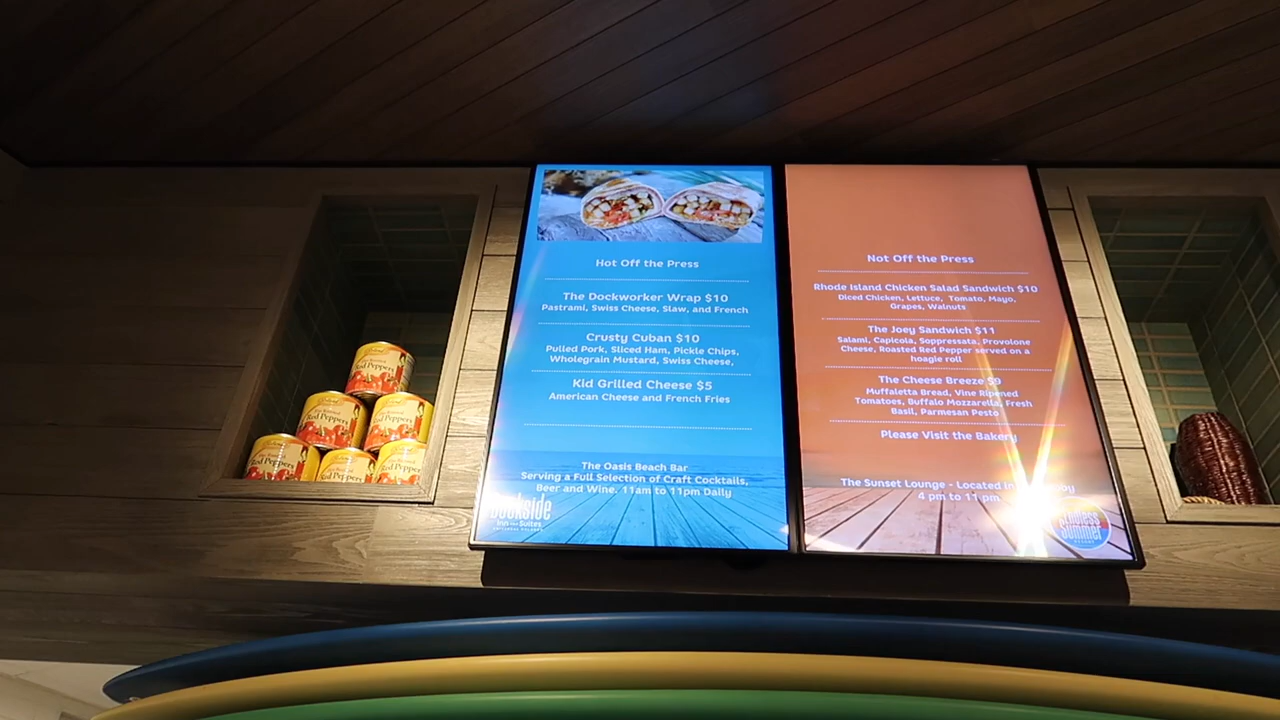 Hot Off the Press
The Dockworker Wrap $10
Pastrami, Swiss Cheese, Slaw, and French
Crusty Cuban $10
Pulled Pork, Sliced Ham, Pickle Chips,
Wholegrain Mustard, Swiss Cheese,
Kid Grilled Cheese $5
American Cheese and French Fries
The Oasis Beach Bar
Serving a Full Selection of Craft Cocktails,
Beer and Wine. 11am to 11pm Daily
Dockside
Inn and Suites
Not Off the Press
Rhode Island Chicken Salad Sandwich $10
Diced Chicken, Lettuce, Tomato, Mayo,
Grapes, Walnuts
The Joey Sandwich $11
Salami, Capicola, Soppressata, Provolone
Cheese, Roasted Red Pepper served on a
hoagie roll
The Cheese Breeze $9
Muffaletta Bread, Vine Ripened
Tomatoes, Buffalo Mozzarella, Fresh
Basil, Parmesan Pesto
Please Visit the Bakery
The Sunset Lounge - Located In
4 pm to 11 pm
Endless
Summer
Resort
Red Peppers
Red Peppers
Red Peppers
Red Peppers
Red Peppers
Red Peppers